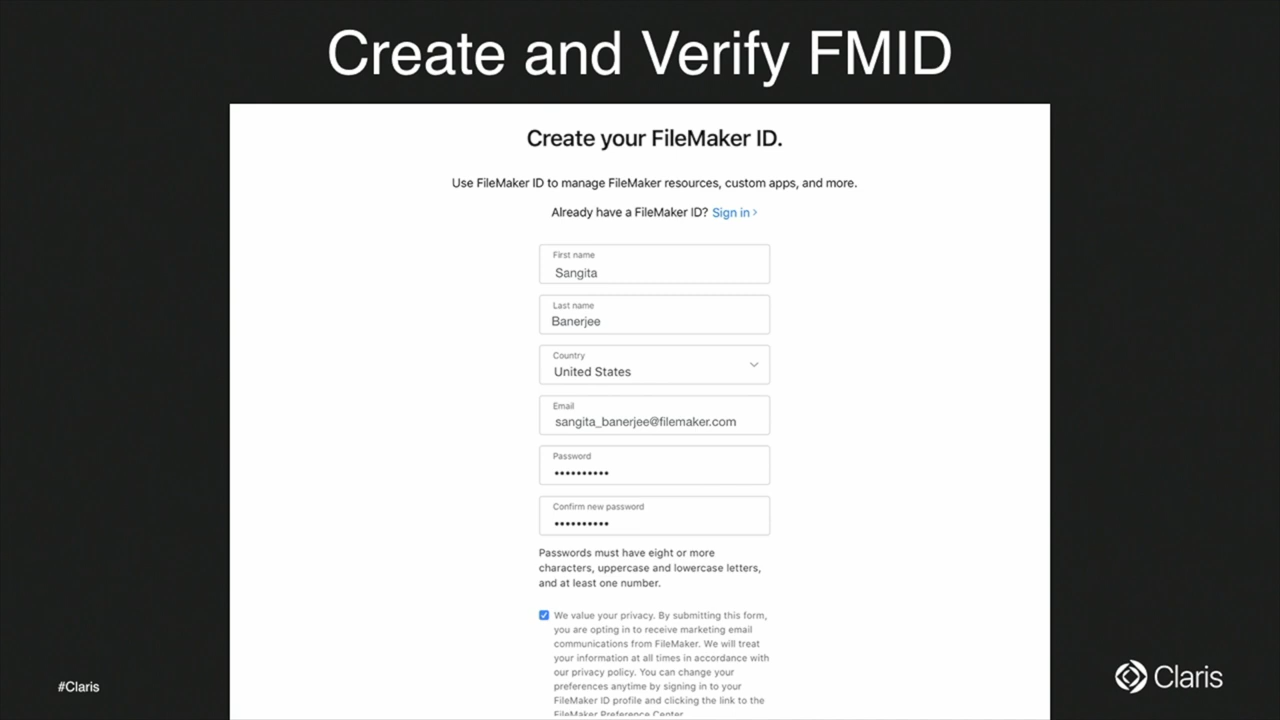 Create and Verify FMID
Create your FileMaker ID.
Use FileMaker ID to manage FileMaker resources, custom apps, and more.
Already have a FileMaker ID? Sign in >
First name
Sangita
Last name
Banerjee
Country
United States
Email
sangita_banerjee@filemaker.com
Password
••••••••••
Confirm new password
••••••••••
Passwords must have eight or more
characters, uppercase and lowercase letters,
and at least one number.
We value your privacy. By submitting this form,
you are opting in to receive marketing email
communications from FileMaker. We will treat
your information at all times in accordance with
our privacy policy. You can change your
preferences anytime by signing in to your
FileMaker ID profile and clicking the link to the
FileMaker Preference Center.
#Claris
Claris